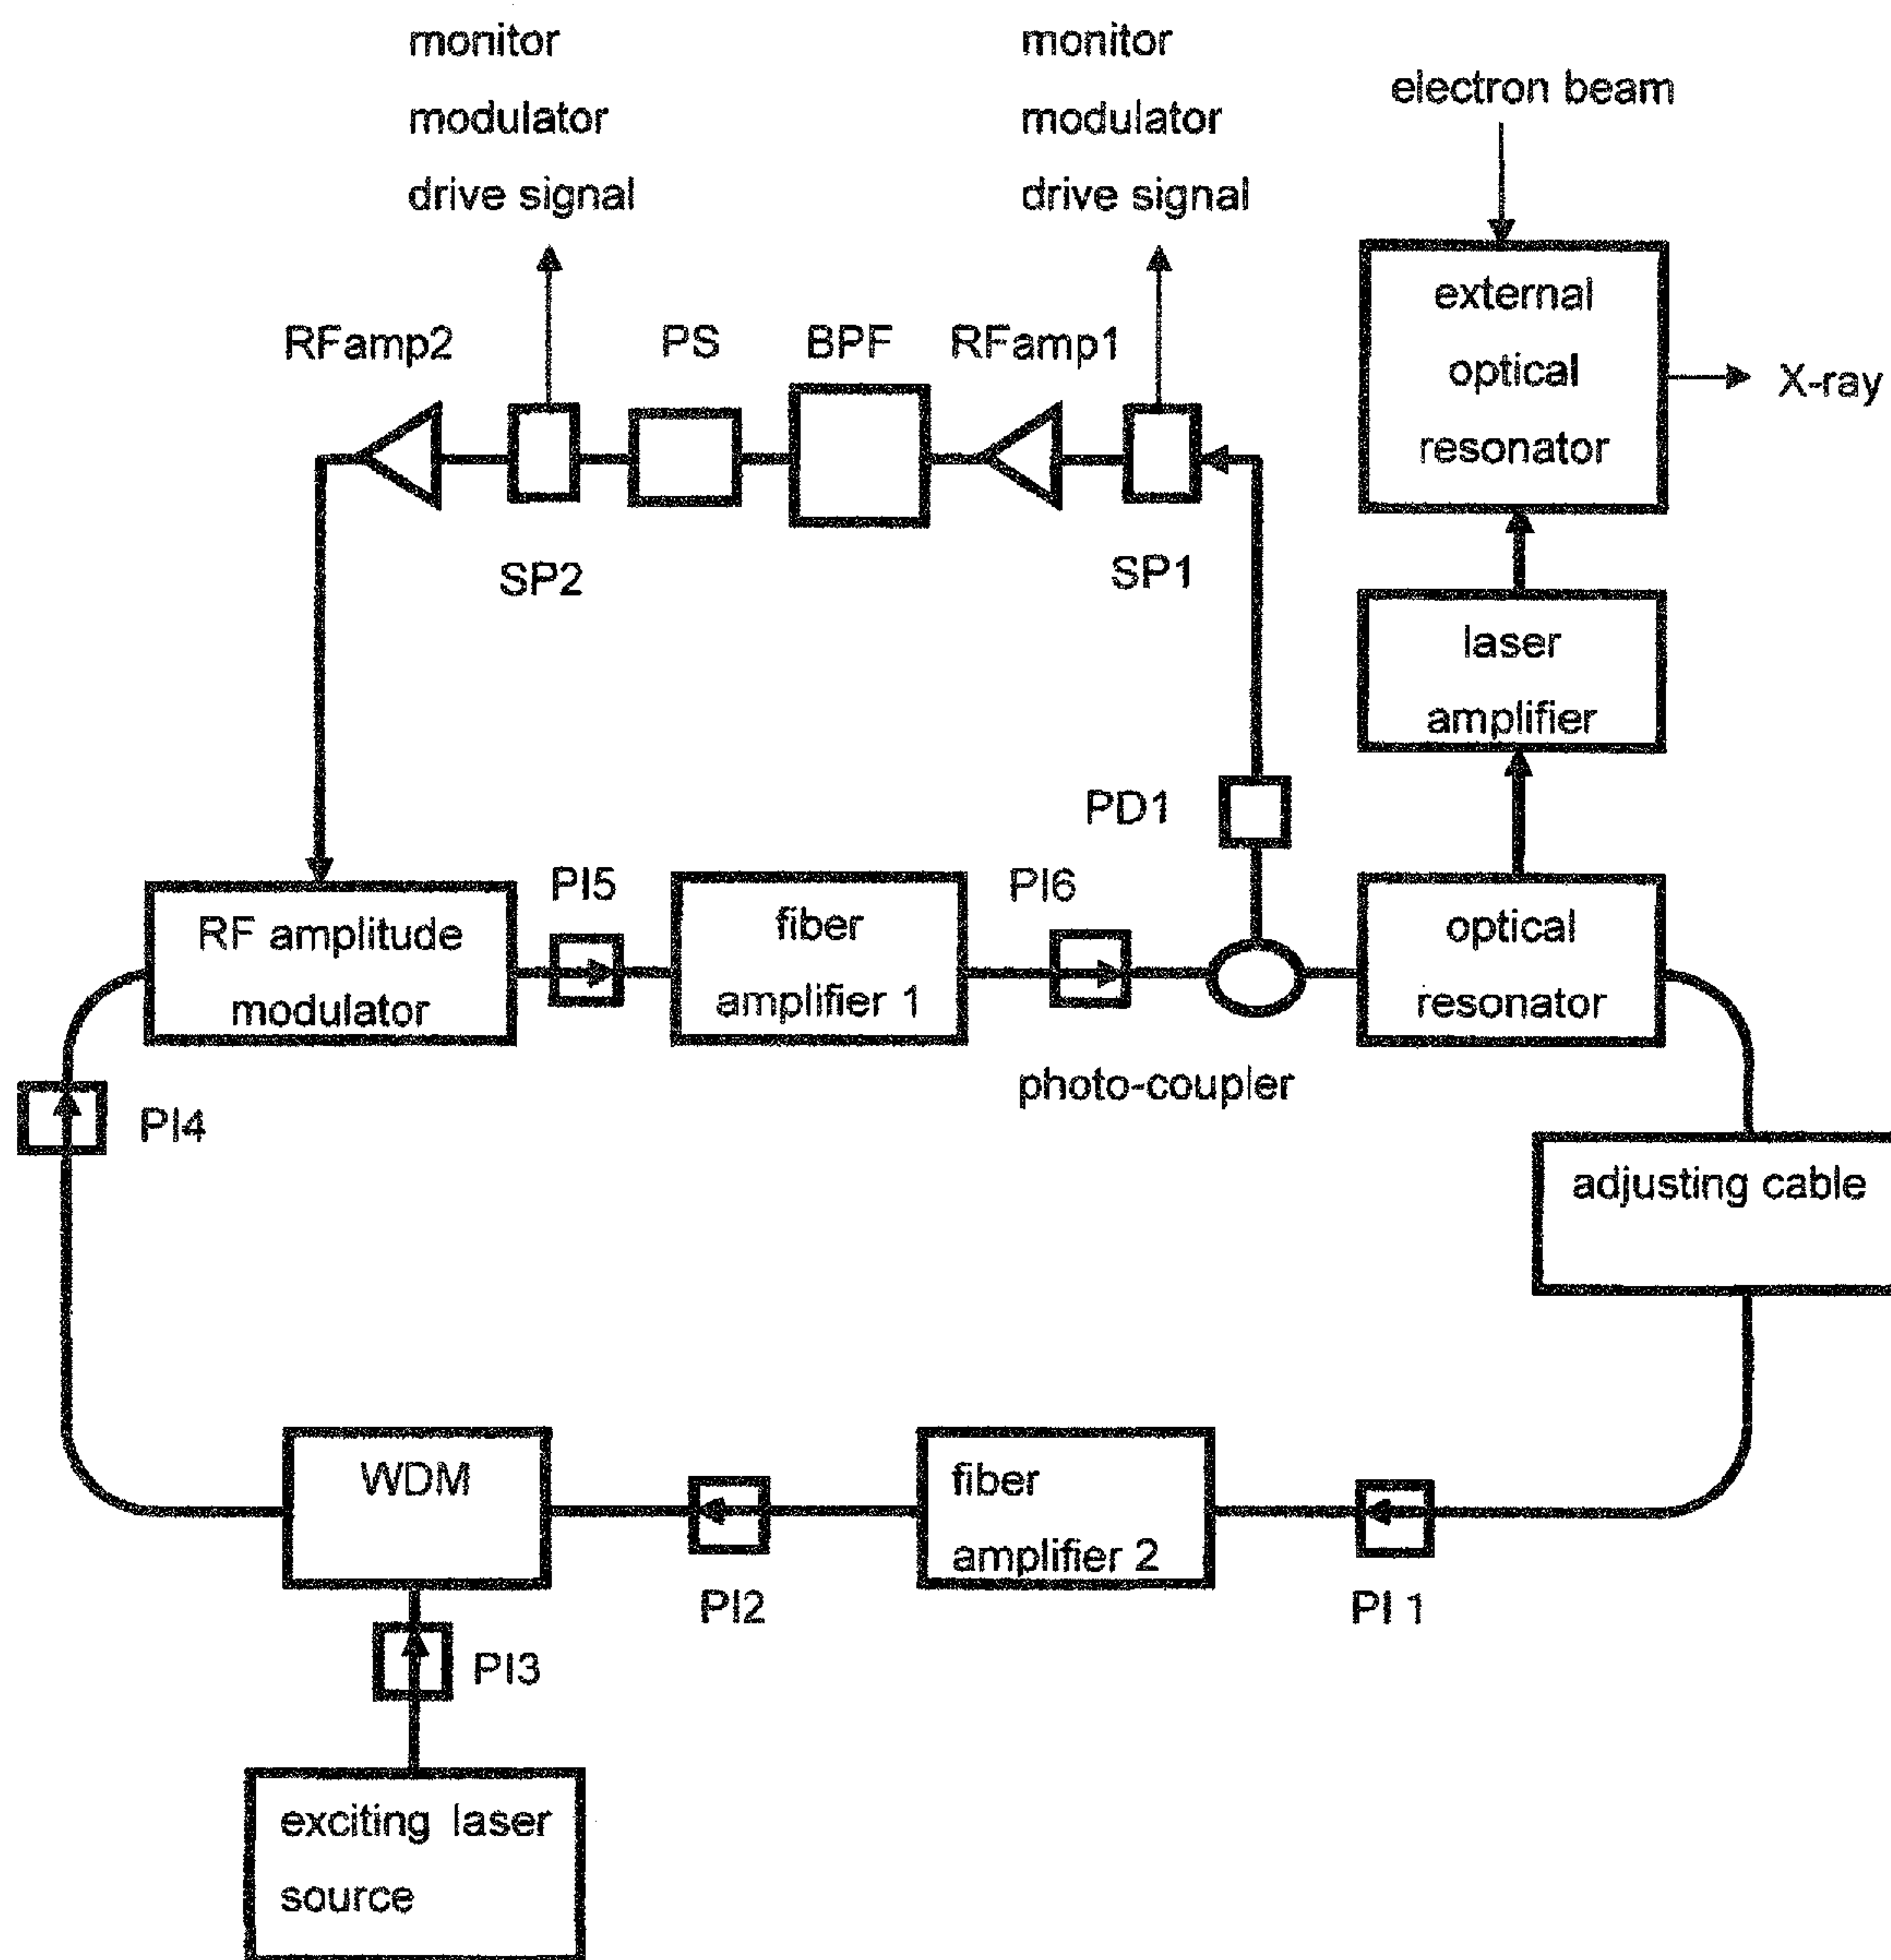 monitor
modulator
drive signal
monitor
modulator
drive signal
electron beam
external
optical
resonator
X-ray
RFamp2
PS
BPF
RFamp1
SP2
SP1
laser
amplifier
PD1
RF amplitude
modulator
PI5
fiber
amplifier 1
PI6
photo-coupler
optical
resonator
PI4
adjusting cable
WDM
PI2
fiber
amplifier 2
PI 1
PI3
exciting laser
source